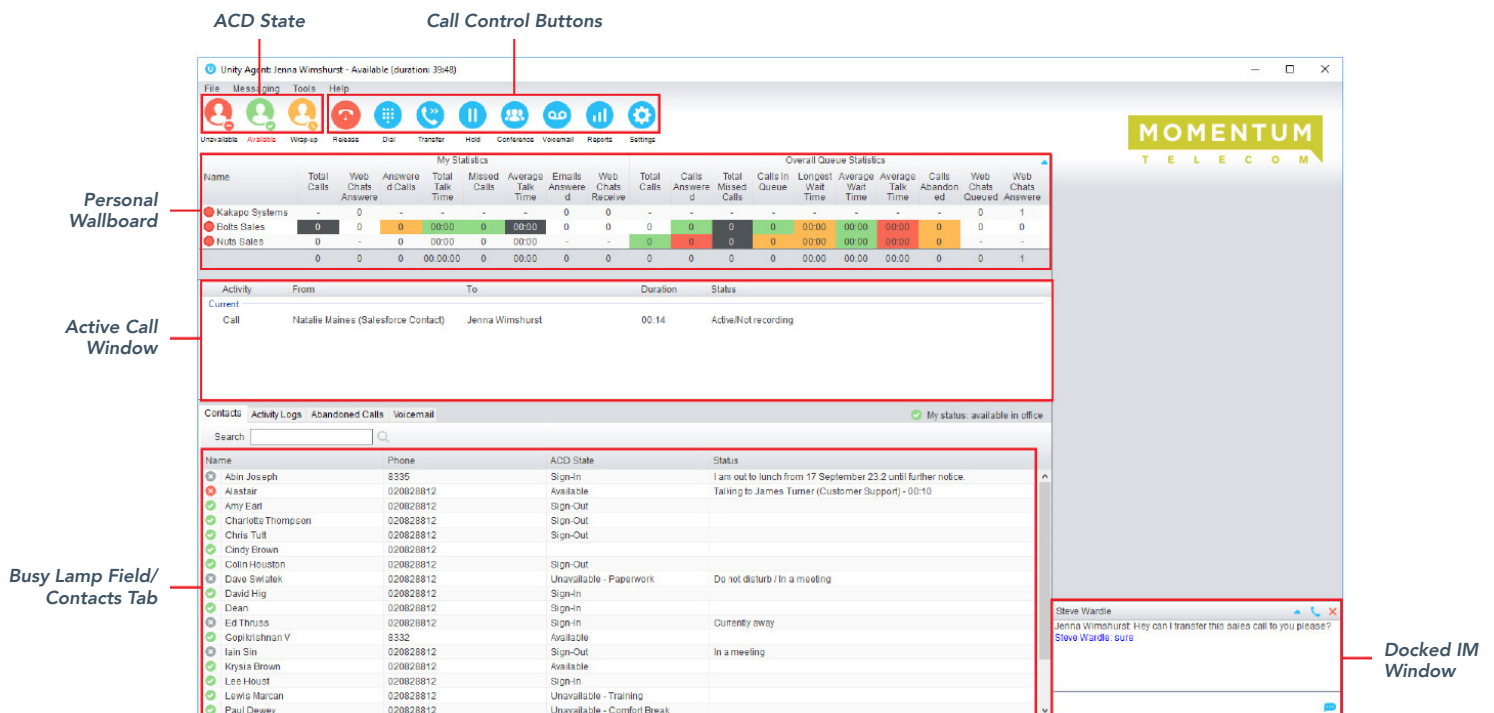 ACD State
Call Control Buttons
Unity Agent: Jenna Wimshurst - Available (duration: 39:48)
File Messaging Tools Help
Unavailable Available Wrap-up Release Dial Transfer Hold Conference Voicemail Reports Settings
MOMENTUM
TELECOM
Personal
Wallboard
My Statistics Overall Queue Statistics
Name Total Calls Web Chats Answere Answere d Calls Total Talk Time Missed Calls Average Talk Time Emails Answere d Web Chats Receive Total Calls Calls Answere d Total Missed Calls Calls In Queue Longest Wait Time Average Wait Time Average Talk Time Calls Abandon ed Web Chats Queued Web Chats Answere
Kakapo Systems - 0 - - - - 0 0 - - - - - - - - 0 1
Bolts Sales 0 0 0 00:00 0 00:00 0 0 0 0 0 0 00:00 00:00 00:00 0 0 0
Nuts Sales 0 - 0 00:00 0 00:00 - - 0 0 0 0 00:00 00:00 00:00 0 - -
0 0 0 00:00:00 0 00:00 0 0 0 0 0 0 00:00 00:00 00:00 0 0 1
Active Call
Window
Activity From To Duration Status
Current
Call Natalie Maines (Salesforce Contact) Jenna Wimshurst 00:14 Active/Not recording
Contacts Activity Logs Abandoned Calls Voicemail My status: available in office
Search
Busy Lamp Field/
Contacts Tab
Name Phone ACD State Status
Abin Joseph 8335 Sign-In I am out to lunch from 17 September 23:2 until further notice.
Alastair 020828812 Available Talking to James Turner (Customer Support) - 00:10
Amy Earl 020828812 Sign-Out
Charlotte Thompson 020828812 Sign-Out
Chris Tutt 020828812 Sign-Out
Cindy Brown 020828812
Colin Houston 020828812 Sign-Out
Dave Swiatek 020828812 Unavailable - Paperwork Do not disturb / In a meeting
David Hig 020828812 Sign-In
Dean 020828812 Sign-In
Ed Thruss 020828812 Sign-In Currently away
Gopikrishnan V 8332 Available
Iain Sin 020828812 Sign-Out In a meeting
Krysia Brown 020828812 Available
Lee Houst 020828812 Sign-In
Lewis Marcan 020828812 Unavailable - Training
Paul Dewey 020828812 Unavailable - Comfort Break
Steve Wardle
Jenna Wimshurst: Hey can I transfer this sales call to you please?
Steve Wardle: sure
Docked IM
Window